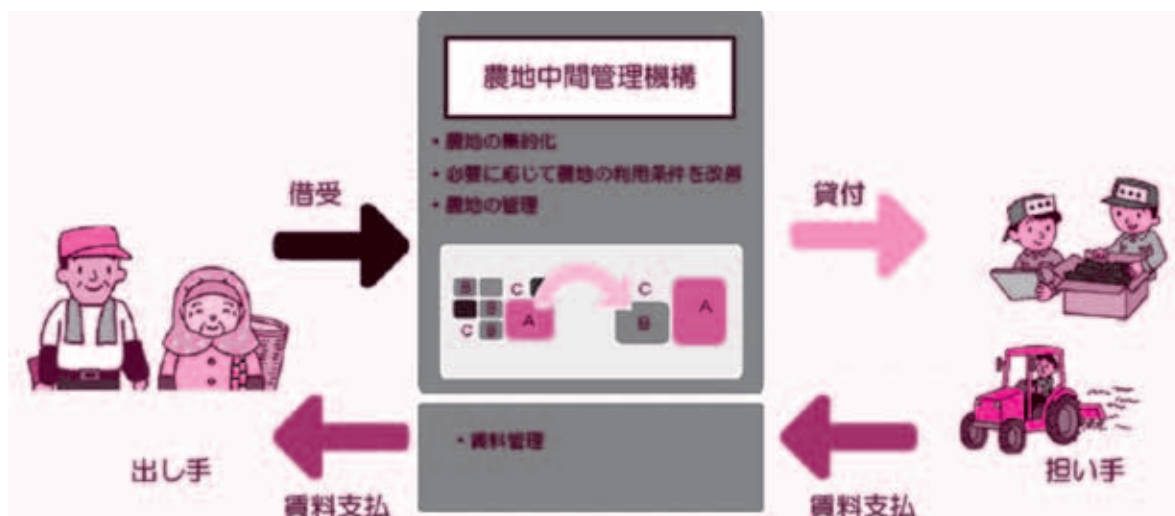 農地中間管理機構
・農地の集約化
・必要に応じて農地の利用条件を改善
・農地の管理
借受
貸付
B
C
B
A
C
B
C
B
A
・賃料管理
出し手
担い手
賃料支払
賃料支払